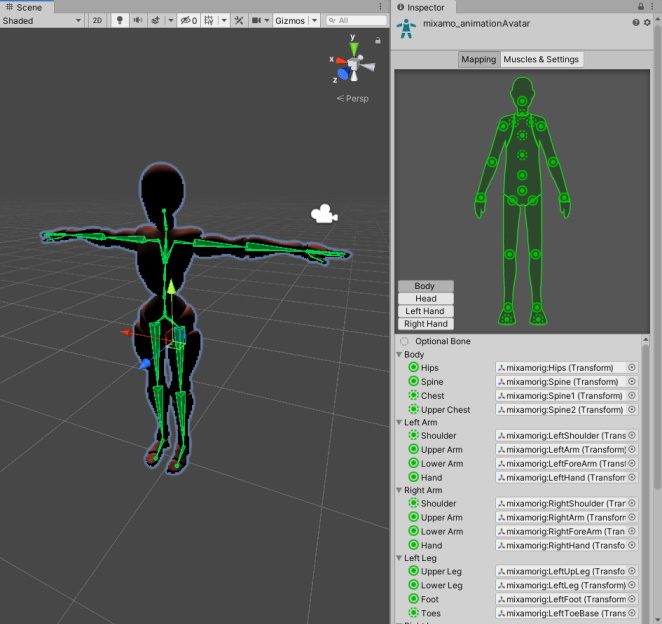 Scene
Shaded
2D
0
Gizmos
All
y
x
z
Persp
Inspector
mixamo_animationAvatar
Mapping
Muscles & Settings
Body
Head
Left Hand
Right Hand
Optional Bone
Body
Hips mixamorig:Hips (Transform)
Spine mixamorig:Spine (Transform)
Chest mixamorig:Spine1 (Transform)
Upper Chest mixamorig:Spine2 (Transform)
Left Arm
Shoulder mixamorig:LeftShoulder (Trans
Upper Arm mixamorig:LeftArm (Transform)
Lower Arm mixamorig:LeftForeArm (Transf
Hand mixamorig:LeftHand (Transform)
Right Arm
Shoulder mixamorig:RightShoulder (Tran
Upper Arm mixamorig:RightArm (Transform
Lower Arm mixamorig:RightForeArm (Tran
Hand mixamorig:RightHand (Transfo
Left Leg
Upper Leg mixamorig:LeftUpLeg (Transfo
Lower Leg mixamorig:LeftLeg (Transform)
Foot mixamorig:LeftFoot (Transform
Toes mixamorig:LeftToeBase (Trans